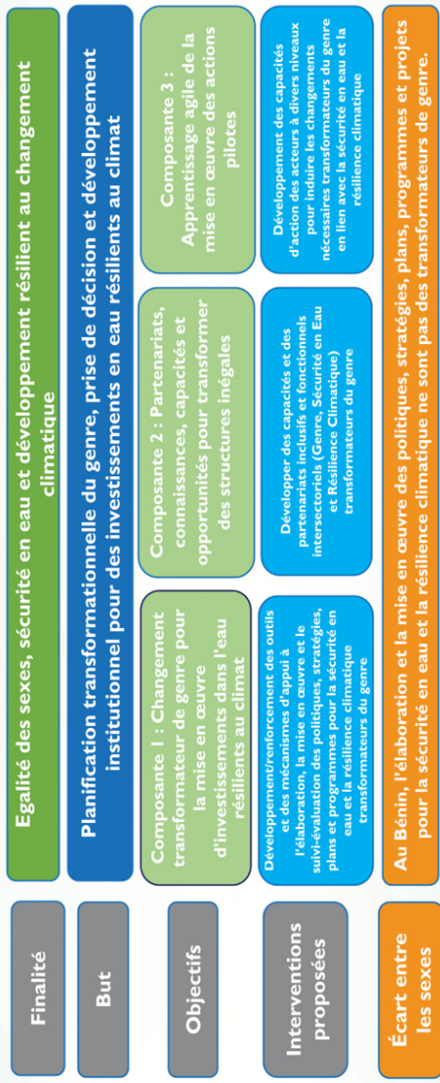 Finalité
Egalité des sexes, sécurité en eau et développement résilient au changement
climatique
But
Planification transformationnelle du genre, prise de décision et développement
institutionnel pour des investissements en eau résilients au climat
Objectifs
Composante 1 : Changement
transformateur de genre pour
la mise en œuvre
d'investissements dans l'eau
résilients au climat
Composante 2 : Partenariats,
connaissances, capacités et
opportunités pour transformer
des structures inégales
Composante 3 :
Apprentissage agile de la
mise en œuvre des actions
pilotes
Interventions
proposées
Développement/renforcement des outils
et des mécanismes d'appui à
l'élaboration, la mise en œuvre et le
suivi-évaluation des politiques, stratégies,
plans et programmes pour la sécurité en
eau et la résilience climatique
transformateurs du genre
Développer des capacités et des
partenariats inclusifs et fonctionnels
intersectoriels (Genre, Sécurité en Eau
et Résilience Climatique)
transformateurs du genre
Développement des capacités
d'action des acteurs à divers niveaux
pour induire les changements
nécessaires transformateurs du genre
en lien avec la sécurité en eau et la
résilience climatique
Écart entre
les sexes
Au Bénin, l'élaboration et la mise en œuvre des politiques, stratégies, plans, programmes et projets
pour la sécurité en eau et la résilience climatique ne sont pas des transformateurs de genre.